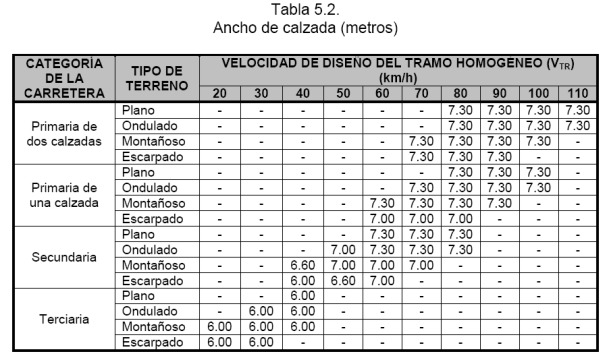 Tabla 5.2.
Ancho de calzada (metros)
CATEGORÍA DE LA CARRETERA | TIPO DE TERRENO | VELOCIDAD DE DISEÑO DEL TRAMO HOMOGÉNEO (VTR) (km/h)
20 | 30 | 40 | 50 | 60 | 70 | 80 | 90 | 100 | 110
Primaria de dos calzadas | Plano | - | - | - | - | - | - | 7.30 | 7.30 | 7.30 | 7.30
Ondulado | - | - | - | - | - | - | 7.30 | 7.30 | 7.30 | 7.30
Montañoso | - | - | - | - | - | 7.30 | 7.30 | 7.30 | 7.30 | -
Escarpado | - | - | - | - | - | 7.30 | 7.30 | 7.30 | - | -
Primaria de una calzada | Plano | - | - | - | - | - | - | 7.30 | 7.30 | 7.30 | -
Ondulado | - | - | - | - | - | 7.30 | 7.30 | 7.30 | 7.30 | -
Montañoso | - | - | - | - | 7.30 | 7.30 | 7.30 | 7.30 | - | -
Escarpado | - | - | - | - | 7.00 | 7.00 | 7.00 | - | - | -
Secundaria | Plano | - | - | - | - | 7.30 | 7.30 | 7.30 | - | - | -
Ondulado | - | - | - | 7.00 | 7.30 | 7.30 | 7.30 | - | - | -
Montañoso | - | - | 6.60 | 7.00 | 7.00 | 7.00 | - | - | - | -
Escarpado | - | - | 6.00 | 6.60 | 7.00 | - | - | - | - | -
Terciaria | Plano | - | - | 6.00 | - | - | - | - | - | - | -
Ondulado | - | 6.00 | 6.00 | - | - | - | - | - | - | -
Montañoso | 6.00 | 6.00 | 6.00 | - | - | - | - | - | - | -
Escarpado | 6.00 | 6.00 | - | - | - | - | - | - | - | -